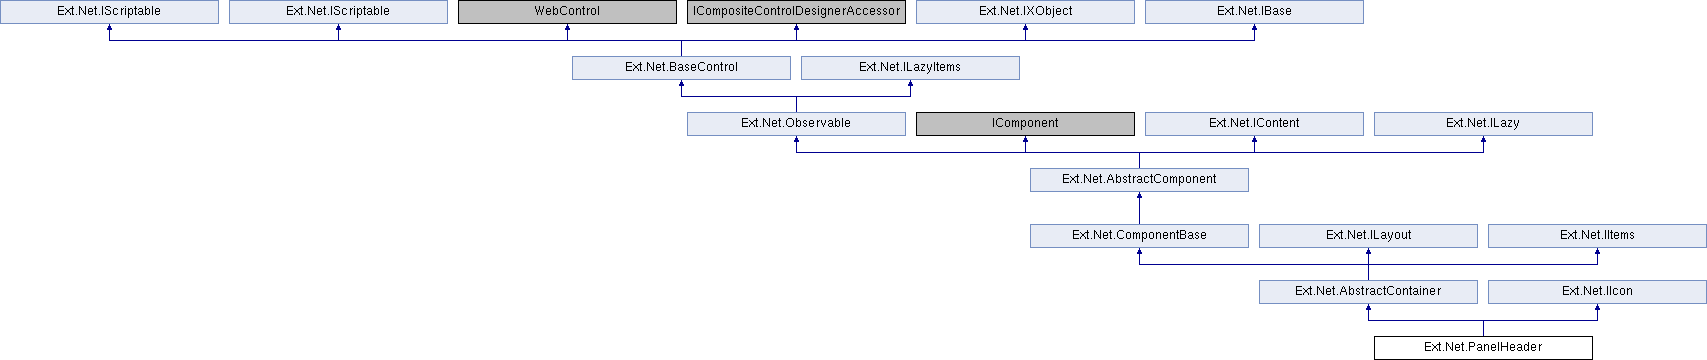 Ext.Net.IScriptable
Ext.Net.IScriptable
WebControl
ICompositeControlDesignerAccessor
Ext.Net.IXObject
Ext.Net.IBase
Ext.Net.BaseControl
Ext.Net.ILazyItems
Ext.Net.Observable
IComponent
Ext.Net.IContent
Ext.Net.ILazy
Ext.Net.AbstractComponent
Ext.Net.ComponentBase
Ext.Net.ILayout
Ext.Net.IItems
Ext.Net.AbstractContainer
Ext.Net.IIcon
Ext.Net.PanelHeader